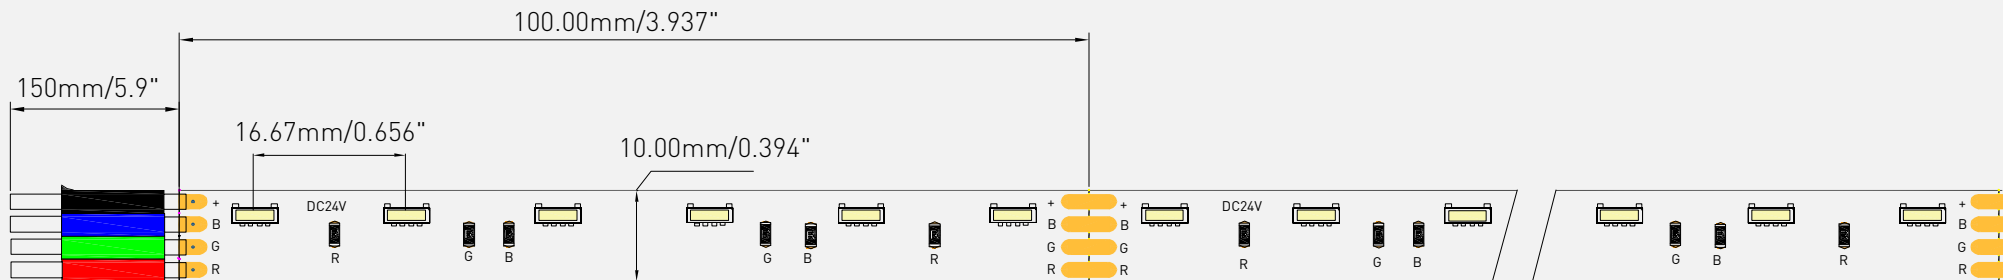 100.00mm/3.937"
150mm/5.9"
16.67mm/0.656"
10.00mm/0.394"
+ DC24V + + DC24V +
B B B B
G G G G
R G B G B R R G B G B R
R R R R